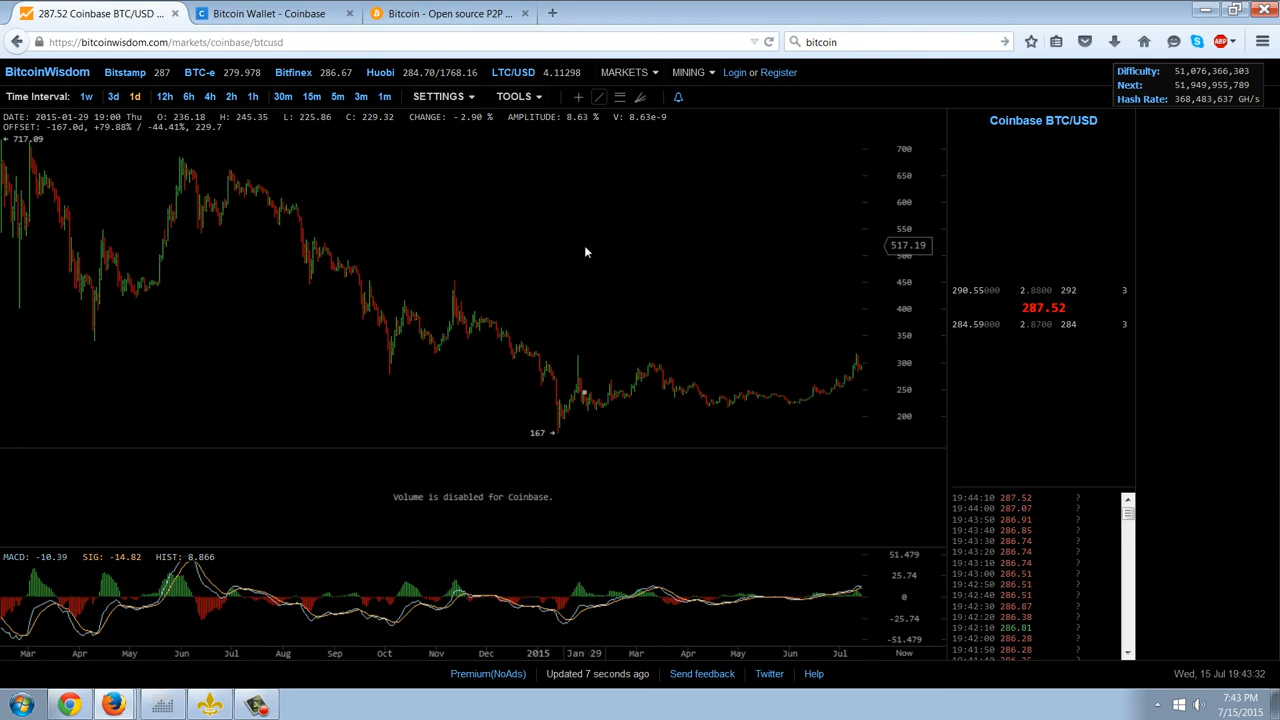 287.52 Coinbase BTC/USD ...
Bitcoin Wallet - Coinbase
Bitcoin - Open source P2P ...
https://bitcoinwisdom.com/markets/coinbase/btcusd
bitcoin
BitcoinWisdom Bitstamp 287 BTC-e 279.978 Bitfinex 286.67 Huobi 284.70/1768.16 LTC/USD 4.11298 MARKETS MINING Login or Register
Difficulty: 51,076,366,303
Next: 51,949,955,789
Hash Rate: 368,483,637 GH/s
Time Interval: 1w 3d 1d 12h 6h 4h 2h 1h 30m 15m 5m 3m 1m SETTINGS TOOLS
DATE: 2015-01-29 19:00 Thu O: 236.18 H: 245.35 L: 225.86 C: 229.32 CHANGE: -2.90 % AMPLITUDE: 8.63 % V: 8.63e-9
OFFSET: -167.0d, +79.88% / -44.41%, 229.7
Coinbase BTC/USD
717.09
700
650
600
550
517.19
500
450
400
350
300
250
200
167
290.55000 2.8800 292 3
287.52
284.59000 2.8700 284 3
Volume is disabled for Coinbase.
MACD: -10.39 SIG: -14.82 HIST: 8.866
51.479
25.74
0
-25.74
-51.479
19:44:10 287.52 ?
19:44:00 287.07 ?
19:43:50 286.91 ?
19:43:40 286.85 ?
19:43:30 286.74 ?
19:43:20 286.74 ?
19:43:10 286.74 ?
19:43:00 286.51 ?
19:42:50 286.51 ?
19:42:40 286.51 ?
19:42:30 286.87 ?
19:42:20 286.38 ?
19:42:10 286.81 ?
19:42:00 286.28 ?
19:41:50 286.28 ?
Mar Apr May Jun Jul Aug Sep Oct Nov Dec 2015 Jan 29 Mar Apr May Jun Jul Now
Premium(NoAds) Updated 7 seconds ago Send feedback Twitter Help
Wed, 15 Jul 19:43:32
7:43 PM
7/15/2015